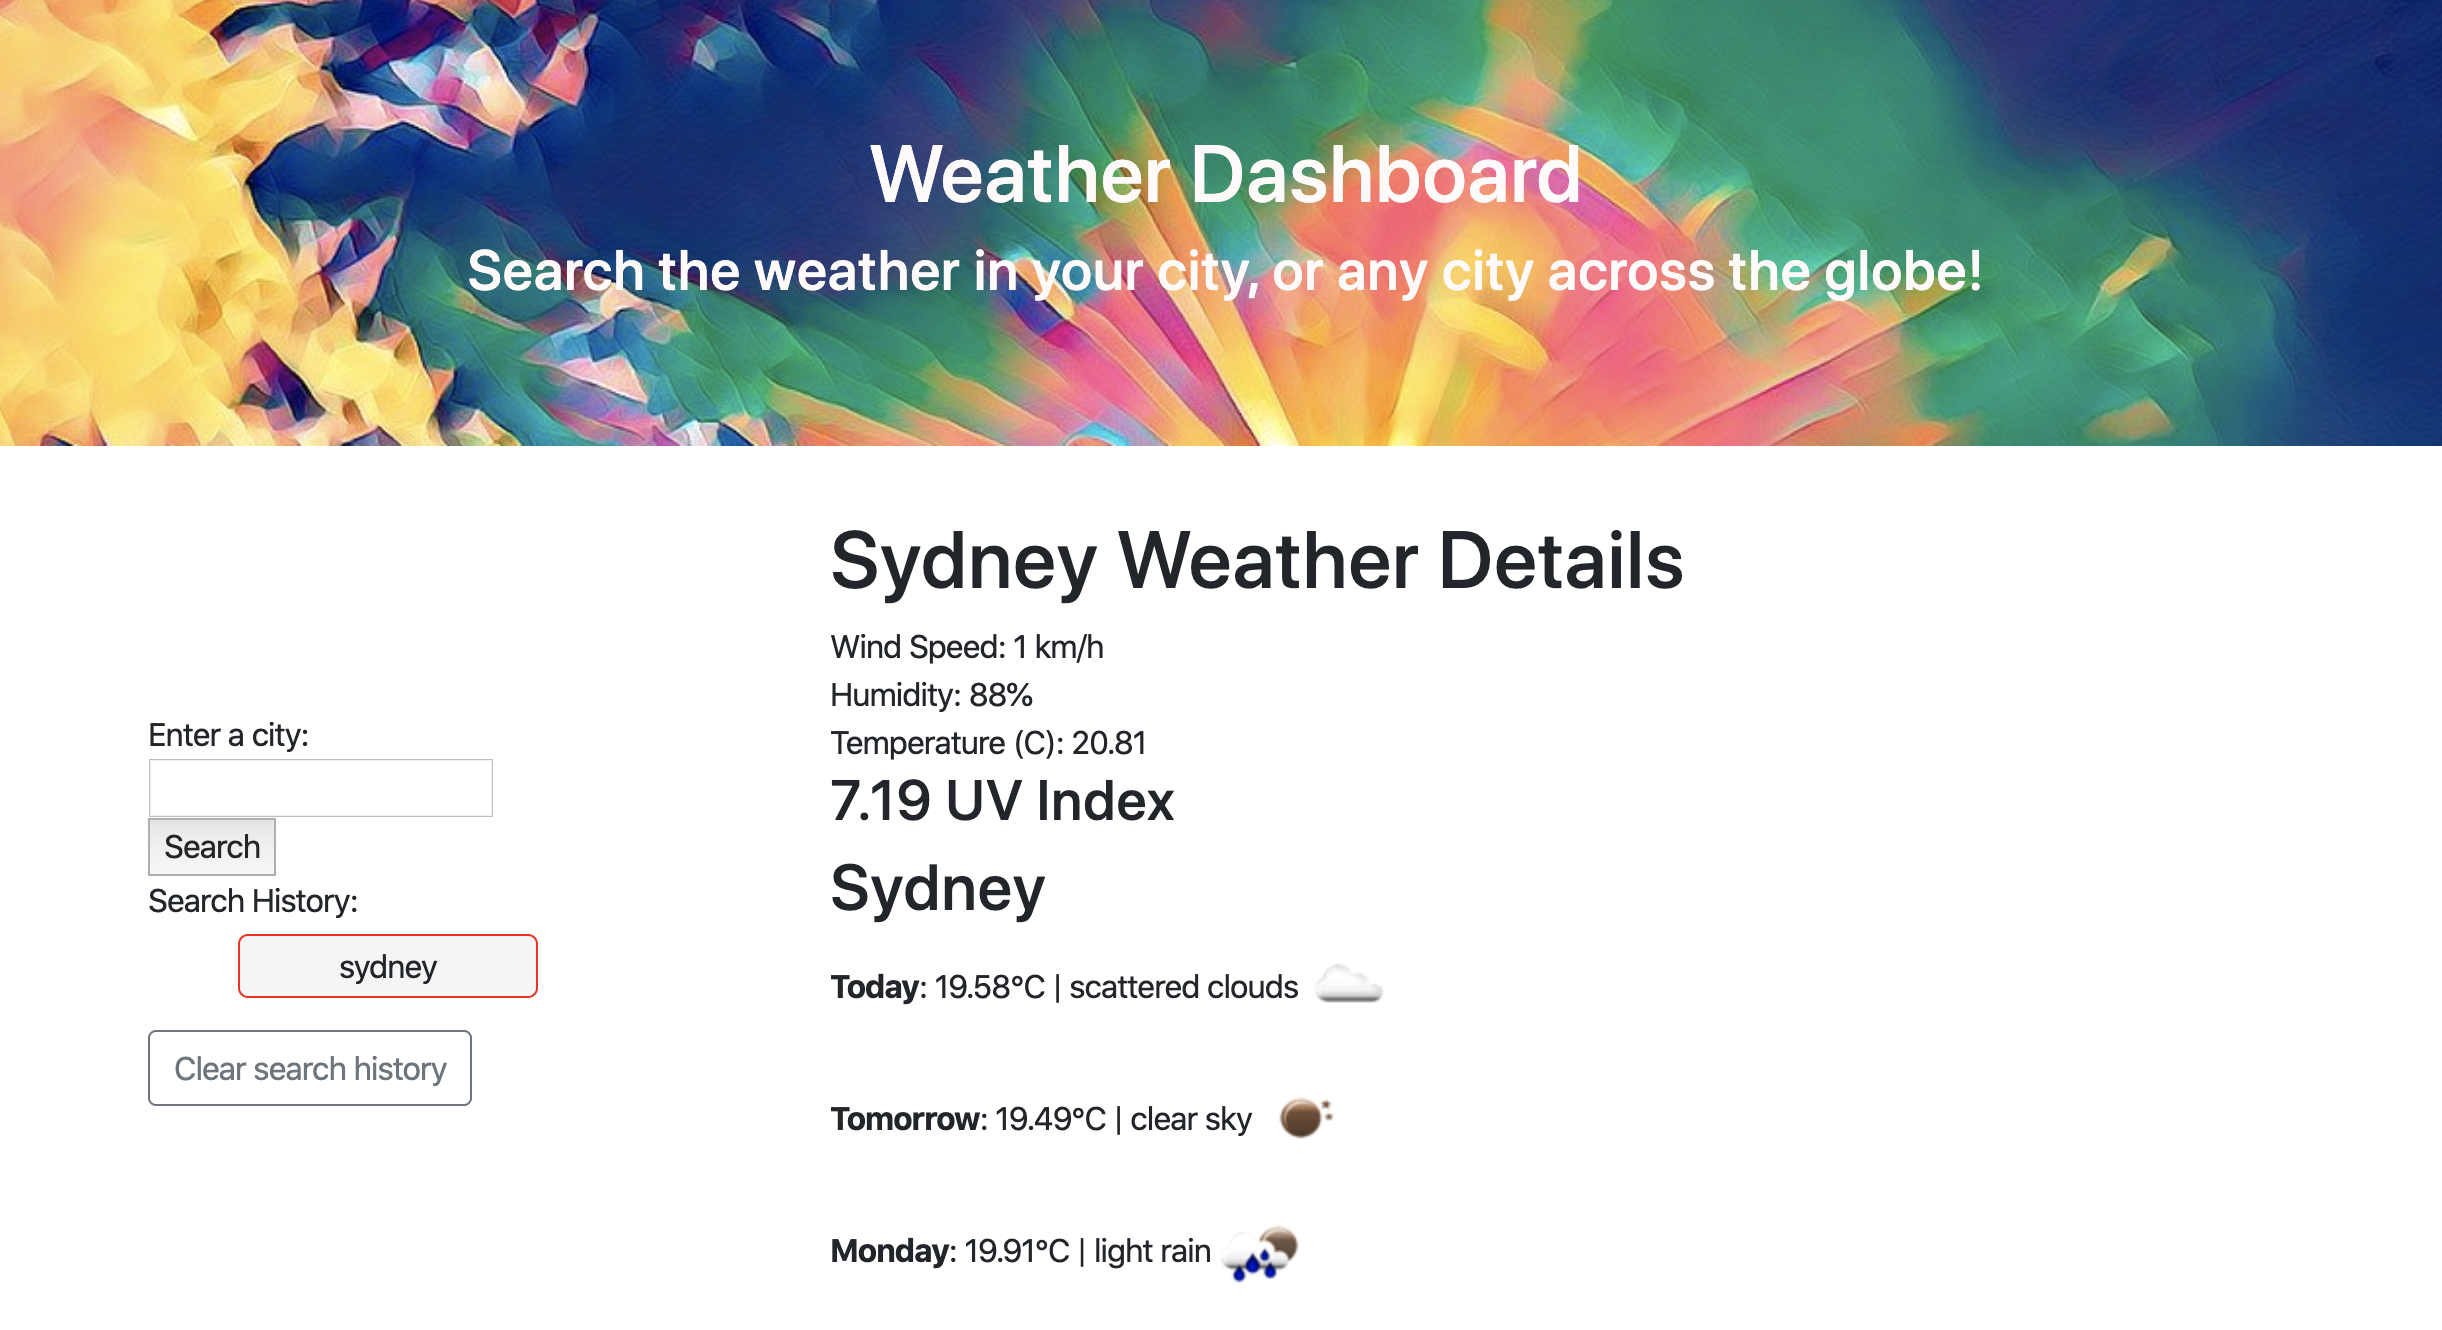 Weather Dashboard
Search the weather in your city, or any city across the globe!
Enter a city:
Search
Search History:
sydney
Clear search history
Sydney Weather Details
Wind Speed: 1 km/h
Humidity: 88%
Temperature (C): 20.81
7.19 UV Index
Sydney
Today: 19.58°C | scattered clouds
Tomorrow: 19.49°C | clear sky
Monday: 19.91°C | light rain